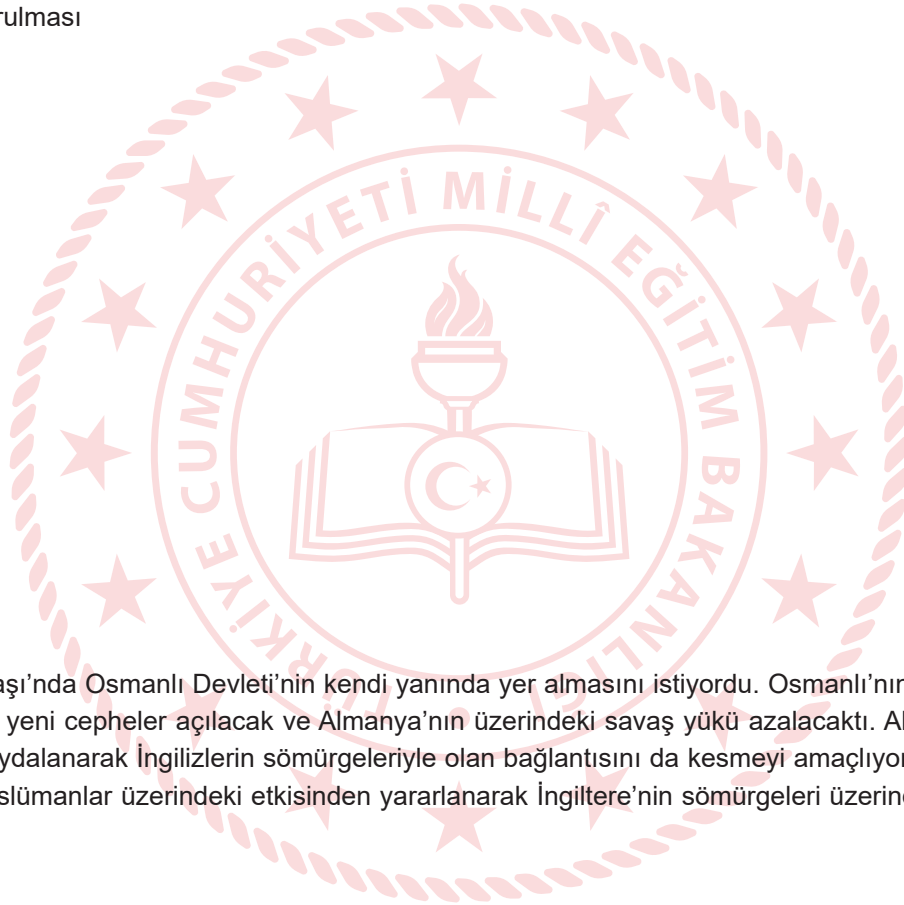 rulması
TÜRKİYE CUMHURİYETİ MİLLÎ EĞİTİM BAKANLIĞI
aşı’nda Osmanlı Devleti’nin kendi yanında yer almasını istiyordu. Osmanlı’nın
yeni cepheler açılacak ve Almanya’nın üzerindeki savaş yükü azalacaktı. Al
ydalanarak İngilizlerin sömürgeleriyle olan bağlantısını da kesmeyi amaçlıyor
slümanlar üzerindeki etkisinden yararlanarak İngiltere’nin sömürgeleri üzerind